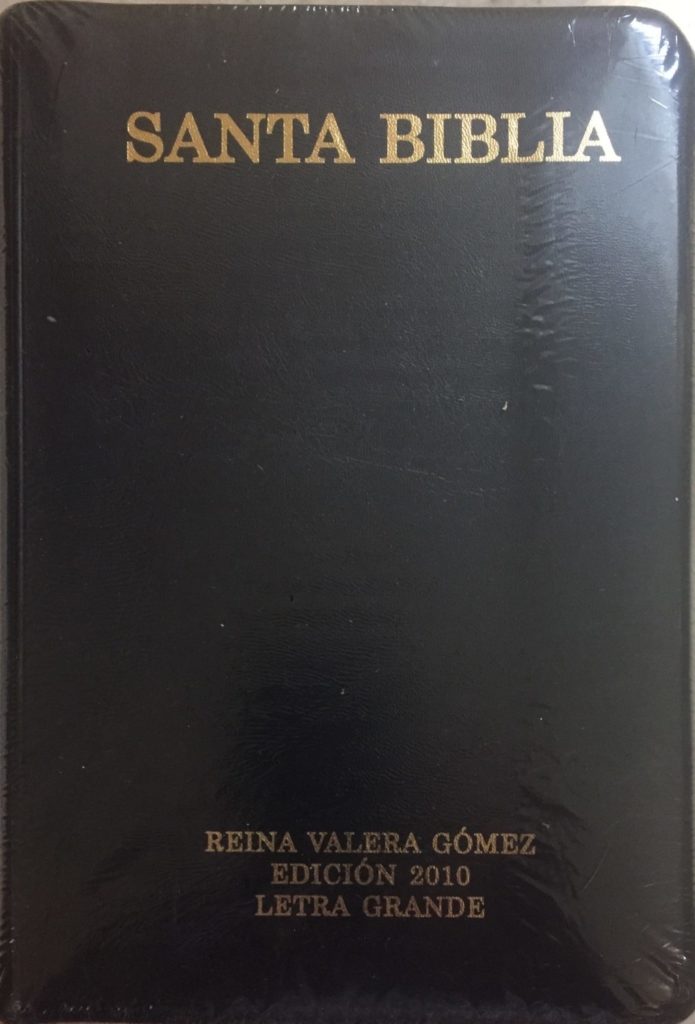 SANTA BIBLIA
REINA VALERA GÓMEZ
EDICIÓN 2010
LETRA GRANDE